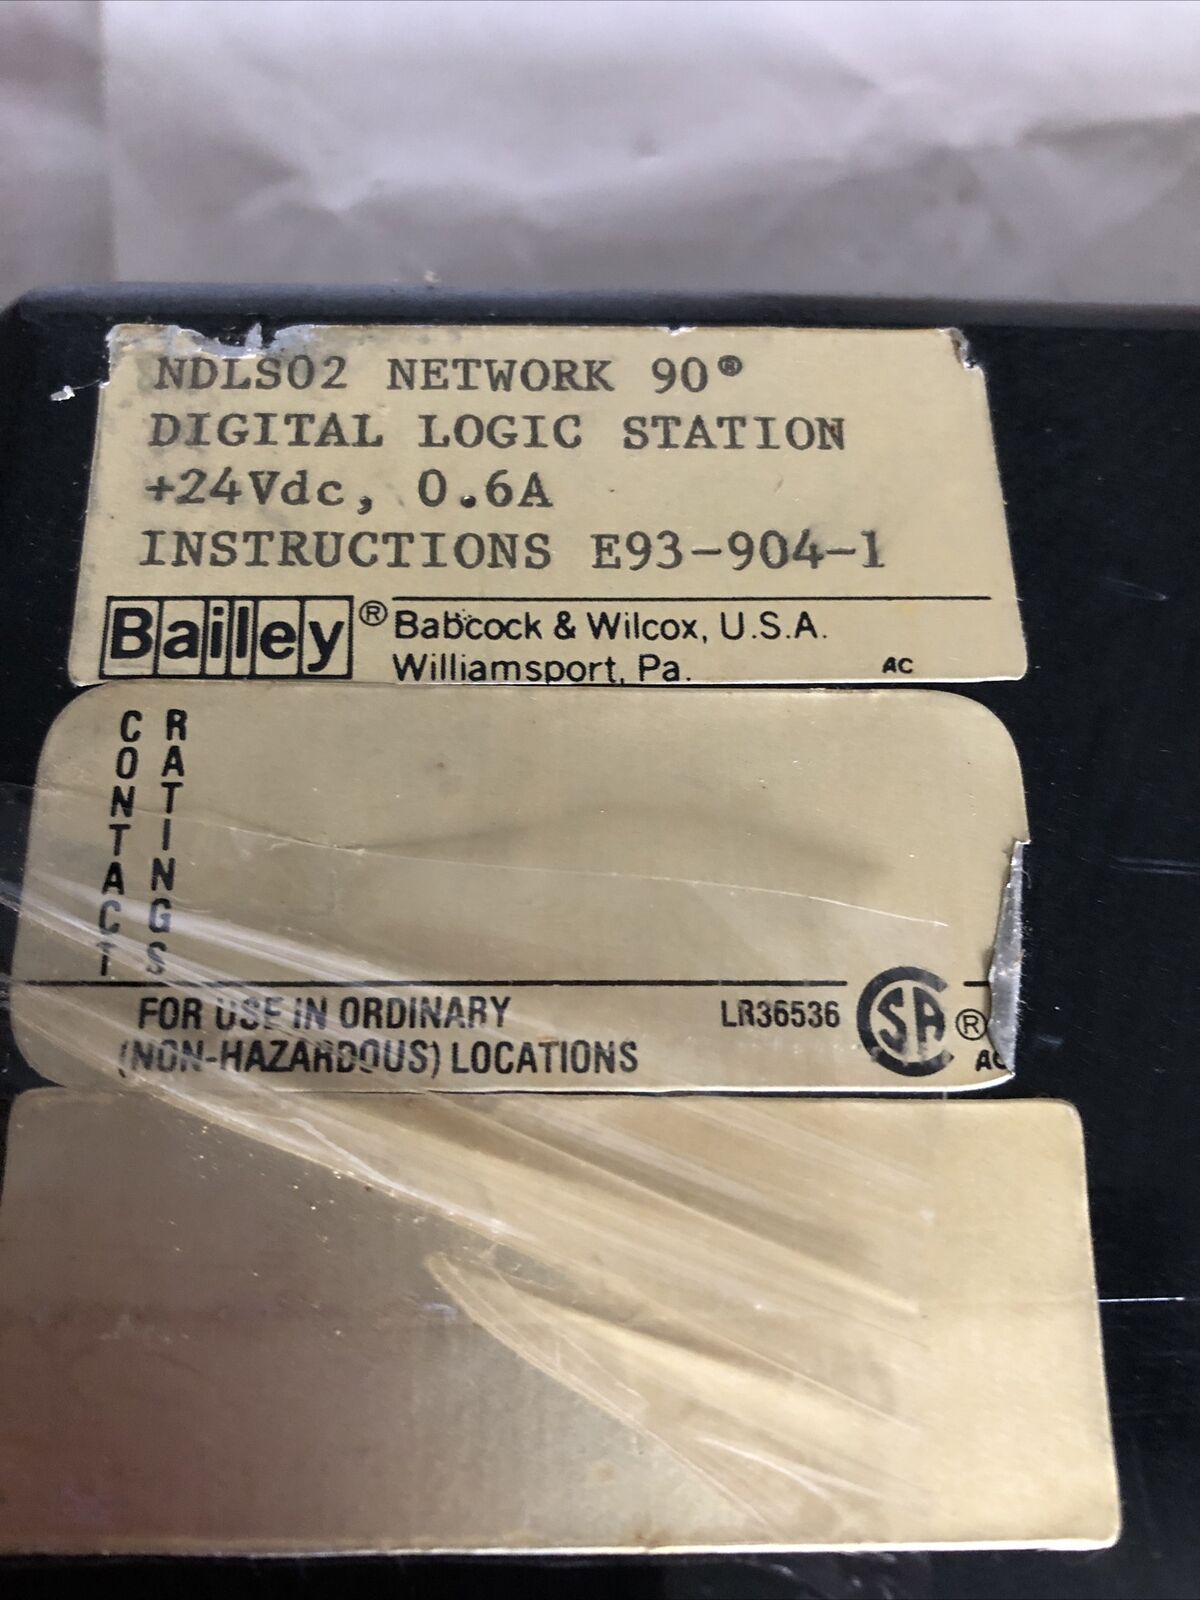 NDLS02 NETWORK 90®
DIGITAL LOGIC STATION
+24Vdc, 0.6A
INSTRUCTIONS E93-904-1
Bailey® Babcock & Wilcox, U.S.A.
Williamsport, Pa. AC
CONTACT
RATINGS
FOR USE IN ORDINARY LR36536 CSA®
(NON-HAZARDOUS) LOCATIONS AC